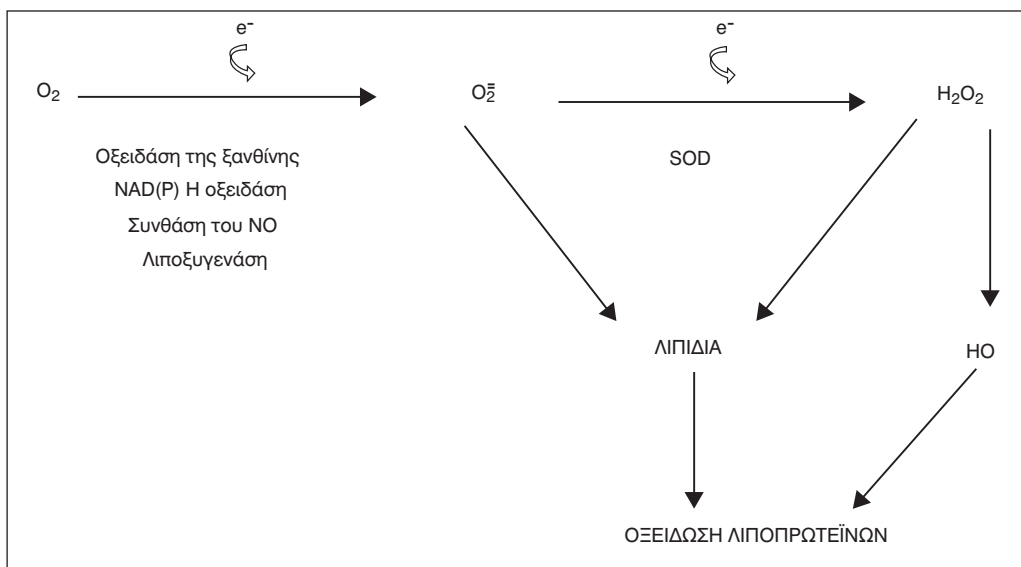 e⁻ e⁻
O₂ O₂⁼ H₂O₂
Οξειδάση της ξανθίνης SOD
NAD(P) H οξειδάση
Συνθάση του NO
Λιποξυγενάση
ΛΙΠΙΔΙΑ HO
ΟΞΕΙΔΩΣΗ ΛΙΠΟΠΡΩΤΕΪΝΩΝ